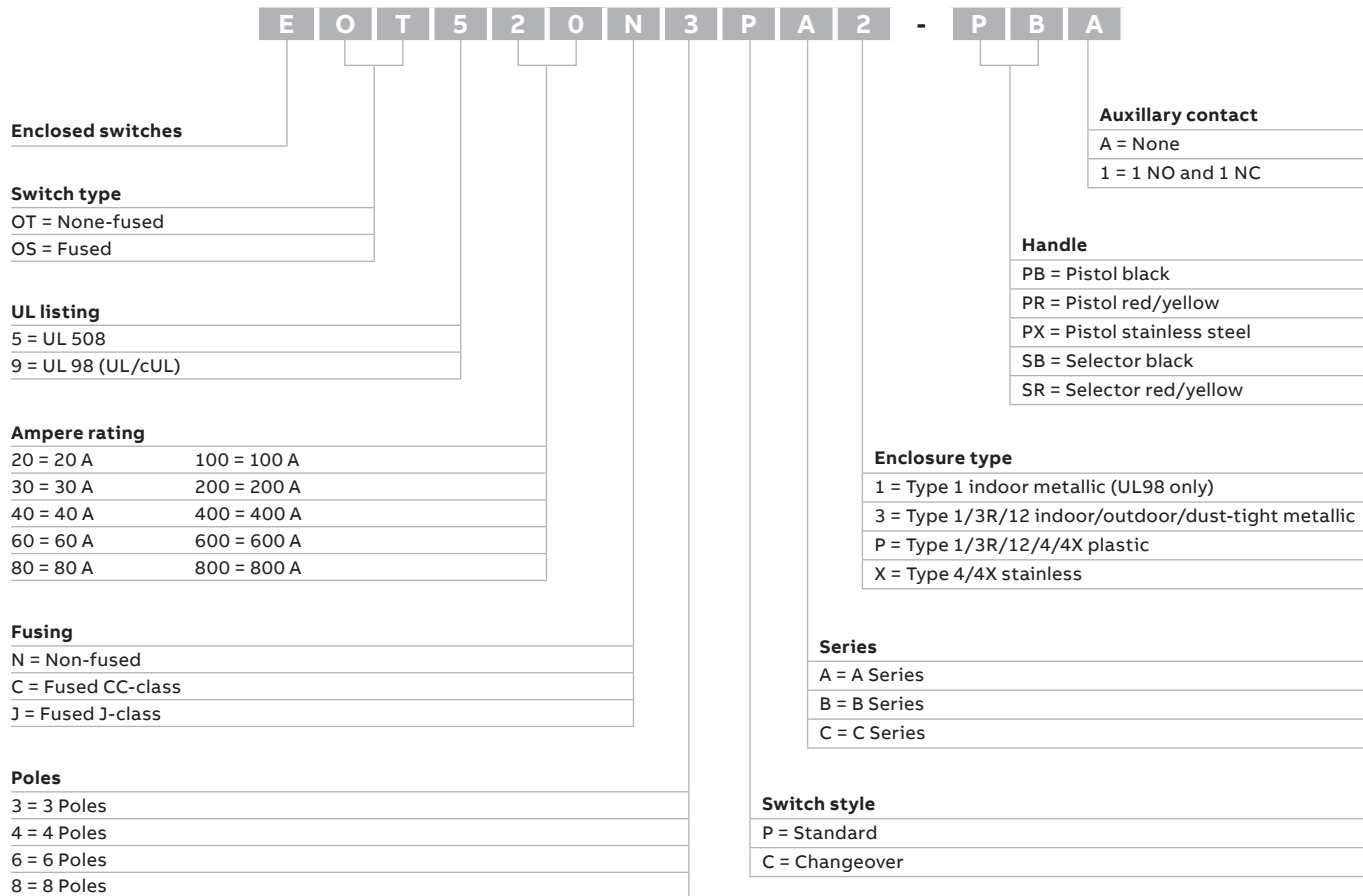 E O T 5 2 0 N 3 P A 2 - P B A
Enclosed switches
Switch type
OT = None-fused
OS = Fused
UL listing
5 = UL 508
9 = UL 98 (UL/cUL)
Ampere rating
20 = 20 A 100 = 100 A
30 = 30 A 200 = 200 A
40 = 40 A 400 = 400 A
60 = 60 A 600 = 600 A
80 = 80 A 800 = 800 A
Fusing
N = Non-fused
C = Fused CC-class
J = Fused J-class
Poles
3 = 3 Poles
4 = 4 Poles
6 = 6 Poles
8 = 8 Poles
Auxillary contact
A = None
1 = 1 NO and 1 NC
Handle
PB = Pistol black
PR = Pistol red/yellow
PX = Pistol stainless steel
SB = Selector black
SR = Selector red/yellow
Enclosure type
1 = Type 1 indoor metallic (UL98 only)
3 = Type 1/3R/12 indoor/outdoor/dust-tight metallic
P = Type 1/3R/12/4/4X plastic
X = Type 4/4X stainless
Series
A = A Series
B = B Series
C = C Series
Switch style
P = Standard
C = Changeover